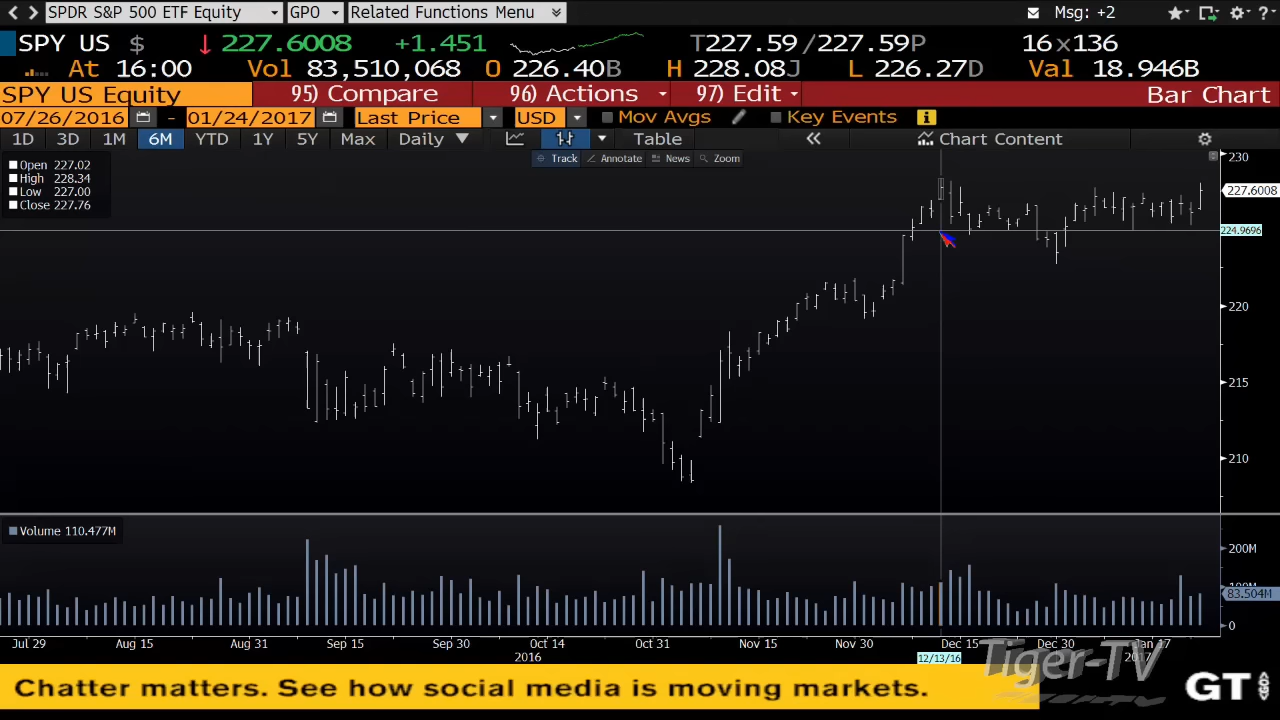 SPDR S&P 500 ETF Equity GPO Related Functions Menu Msg: +2
SPY US $ 227.6008 +1.451 T227.59/227.59P 16x136
At 16:00 Vol 83,510,068 O 226.40B H 228.08J L 226.27D Val 18.946B
SPY US Equity 95) Compare 96) Actions 97) Edit Bar Chart
07/26/2016 - 01/24/2017 Last Price USD Mov Avgs Key Events
1D 3D 1M 6M YTD 1Y 5Y Max Daily Table Chart Content
Track Annotate News Zoom
Open 227.02
High 228.34
Low 227.00
Close 227.76
230
227.6008
224.9696
220
215
210
Volume 110.477M
200M
83.504M
0
Jul 29 Aug 15 Aug 31 Sep 15 Sep 30 Oct 14 Oct 31 Nov 15 Nov 30 Dec 15 Dec 30 Jan 17
2016 12/13/16 2017
Tiger-TV
Chatter matters. See how social media is moving markets.
GT